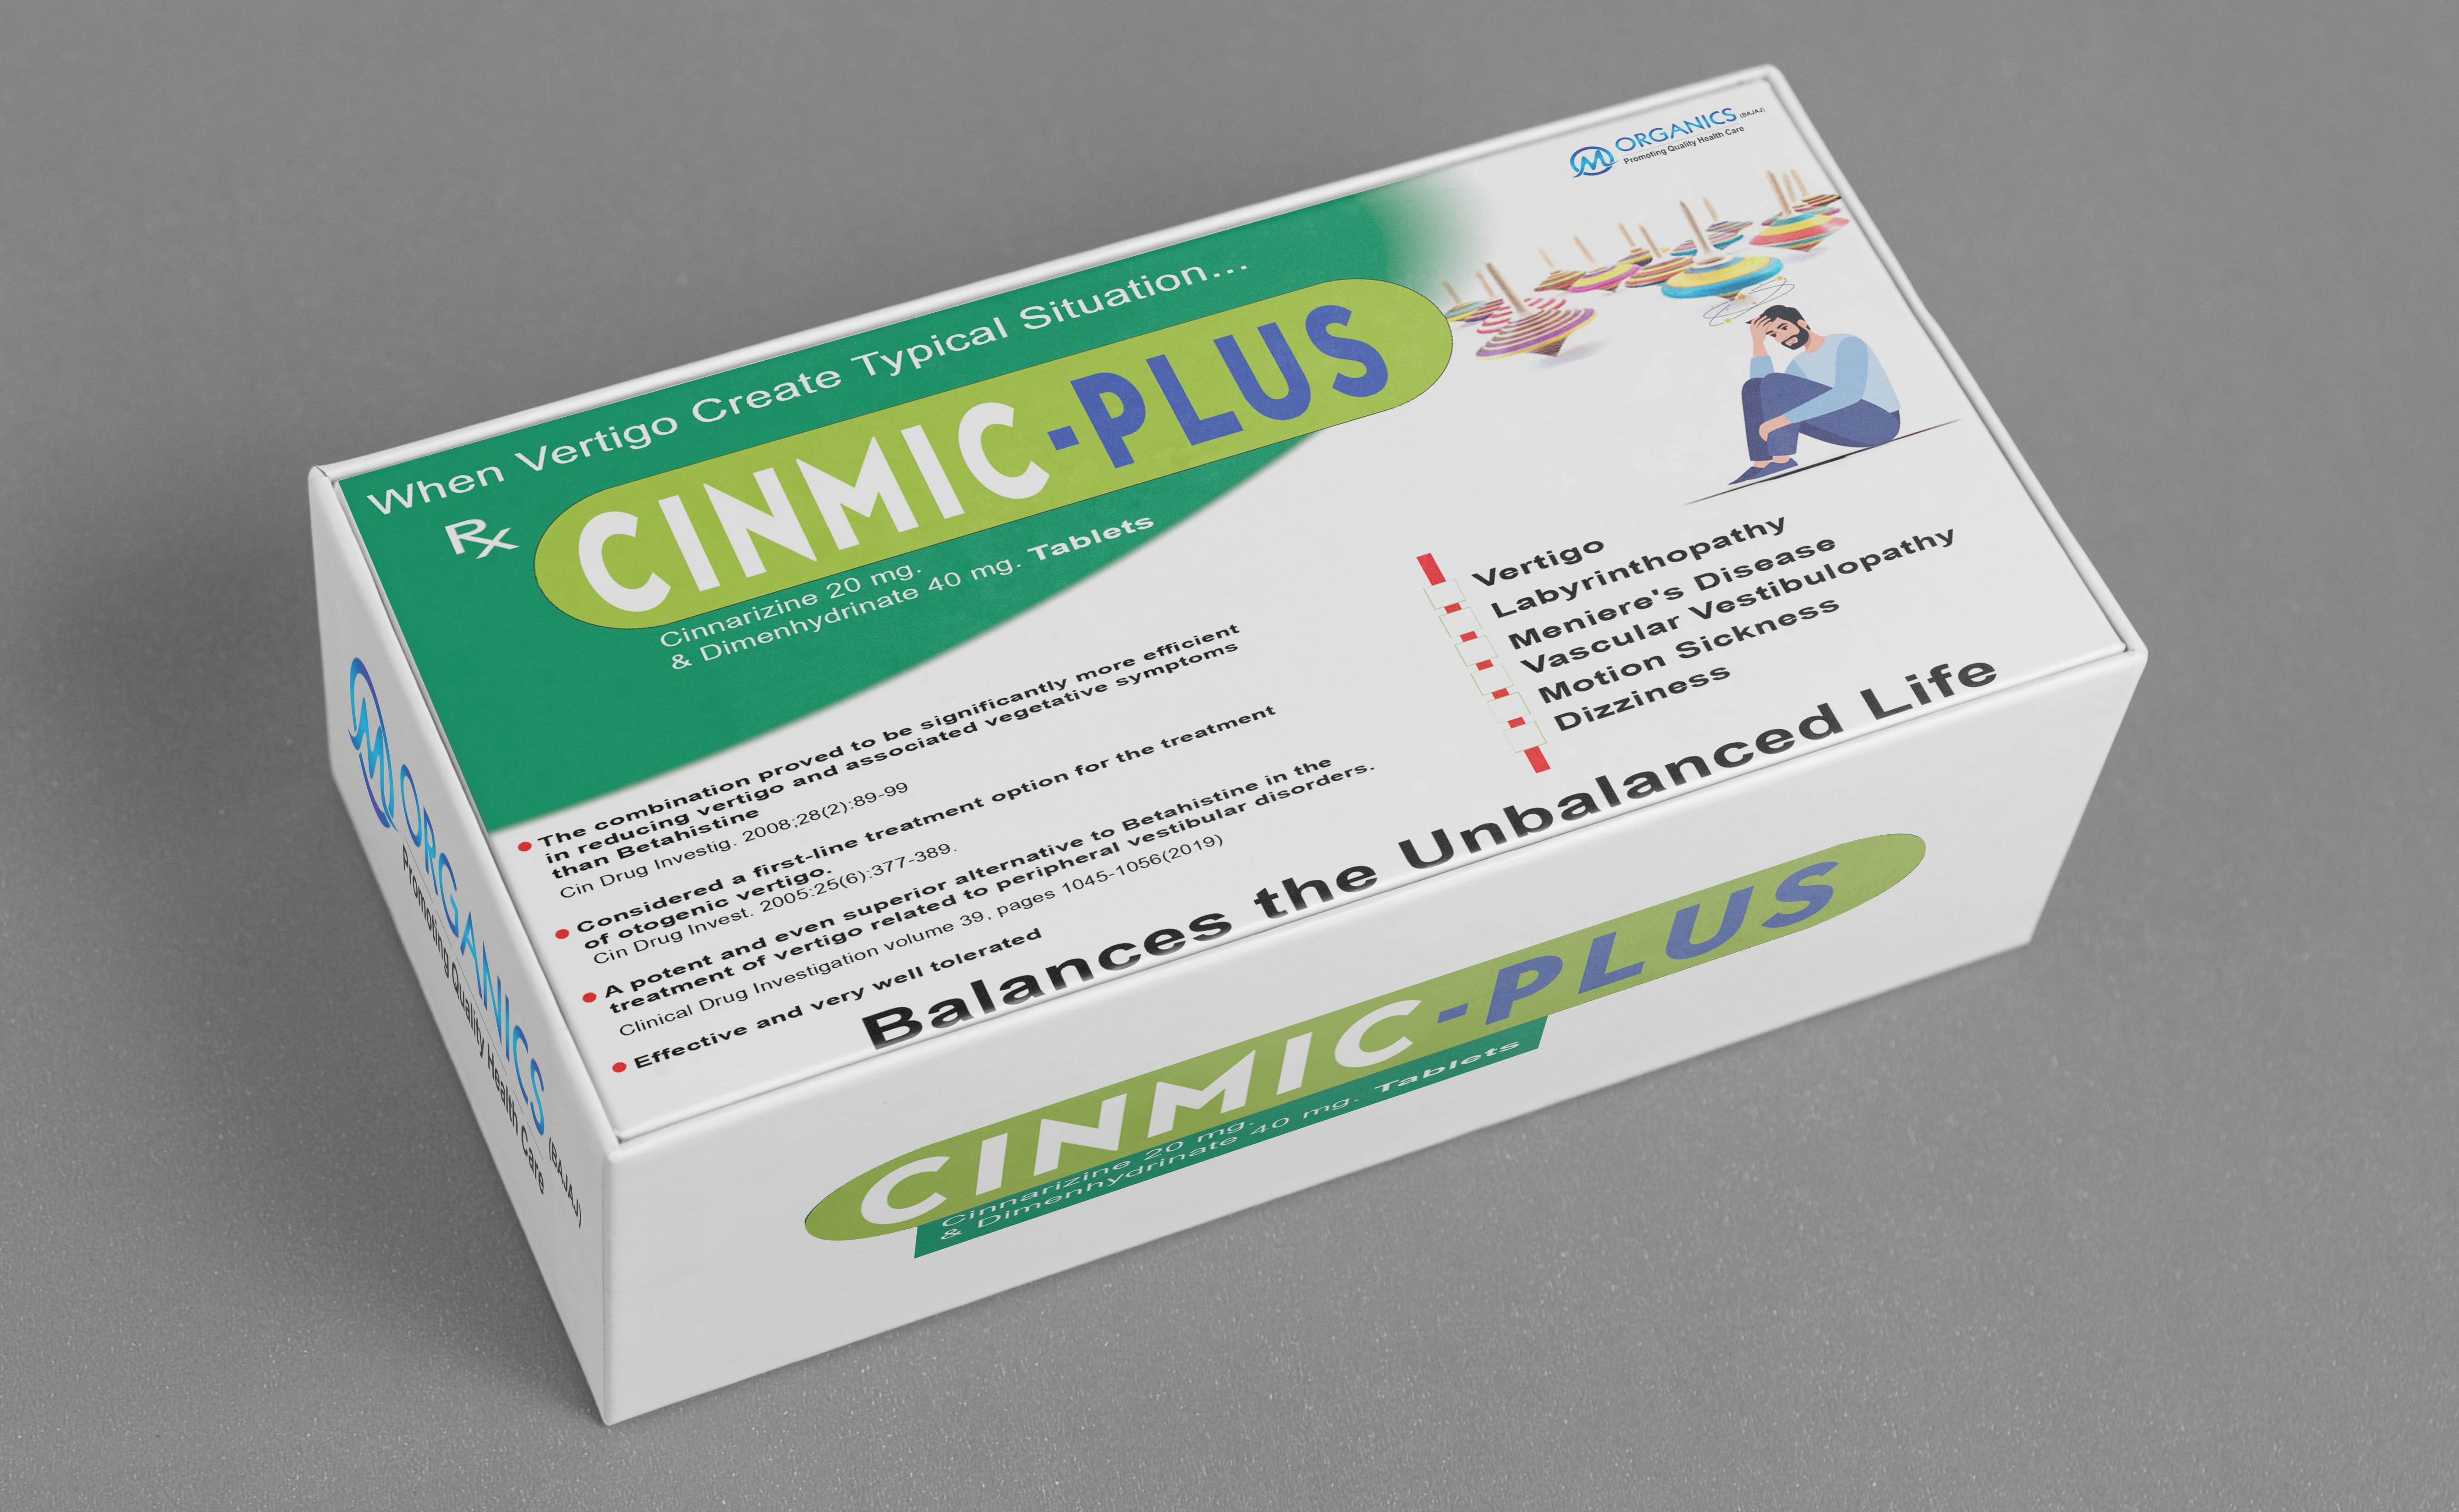 M ORGANICS (BAJAJ)
Promoting Quality Health Care
When Vertigo Create Typical Situation...
Rx
CINMIC-PLUS
Cinnarizine 20 mg.
& Dimenhydrinate 40 mg. Tablets
The combination proved to be significantly more efficient
in reducing vertigo and associated vegetative symptoms
than Betahistine
Cin Drug Investig. 2008;28(2):89-99
Considered a first-line treatment option for the treatment
of otogenic vertigo.
Cin Drug Invest. 2005:25(6):377-389.
A potent and even superior alternative to Betahistine in the
treatment of vertigo related to peripheral vestibular disorders.
Clinical Drug Investigation volume 39, pages 1045-1056(2019)
Effective and very well tolerated
Vertigo
Labyrinthopathy
Meniere's Disease
Vascular Vestibulopathy
Motion Sickness
Dizziness
Balances the Unbalanced Life
CINMIC-PLUS
Cinnarizine 20 mg.
& Dimenhydrinate 40 mg. Tablets
M ORGANICS (BAJAJ)
Promoting Quality Health Care